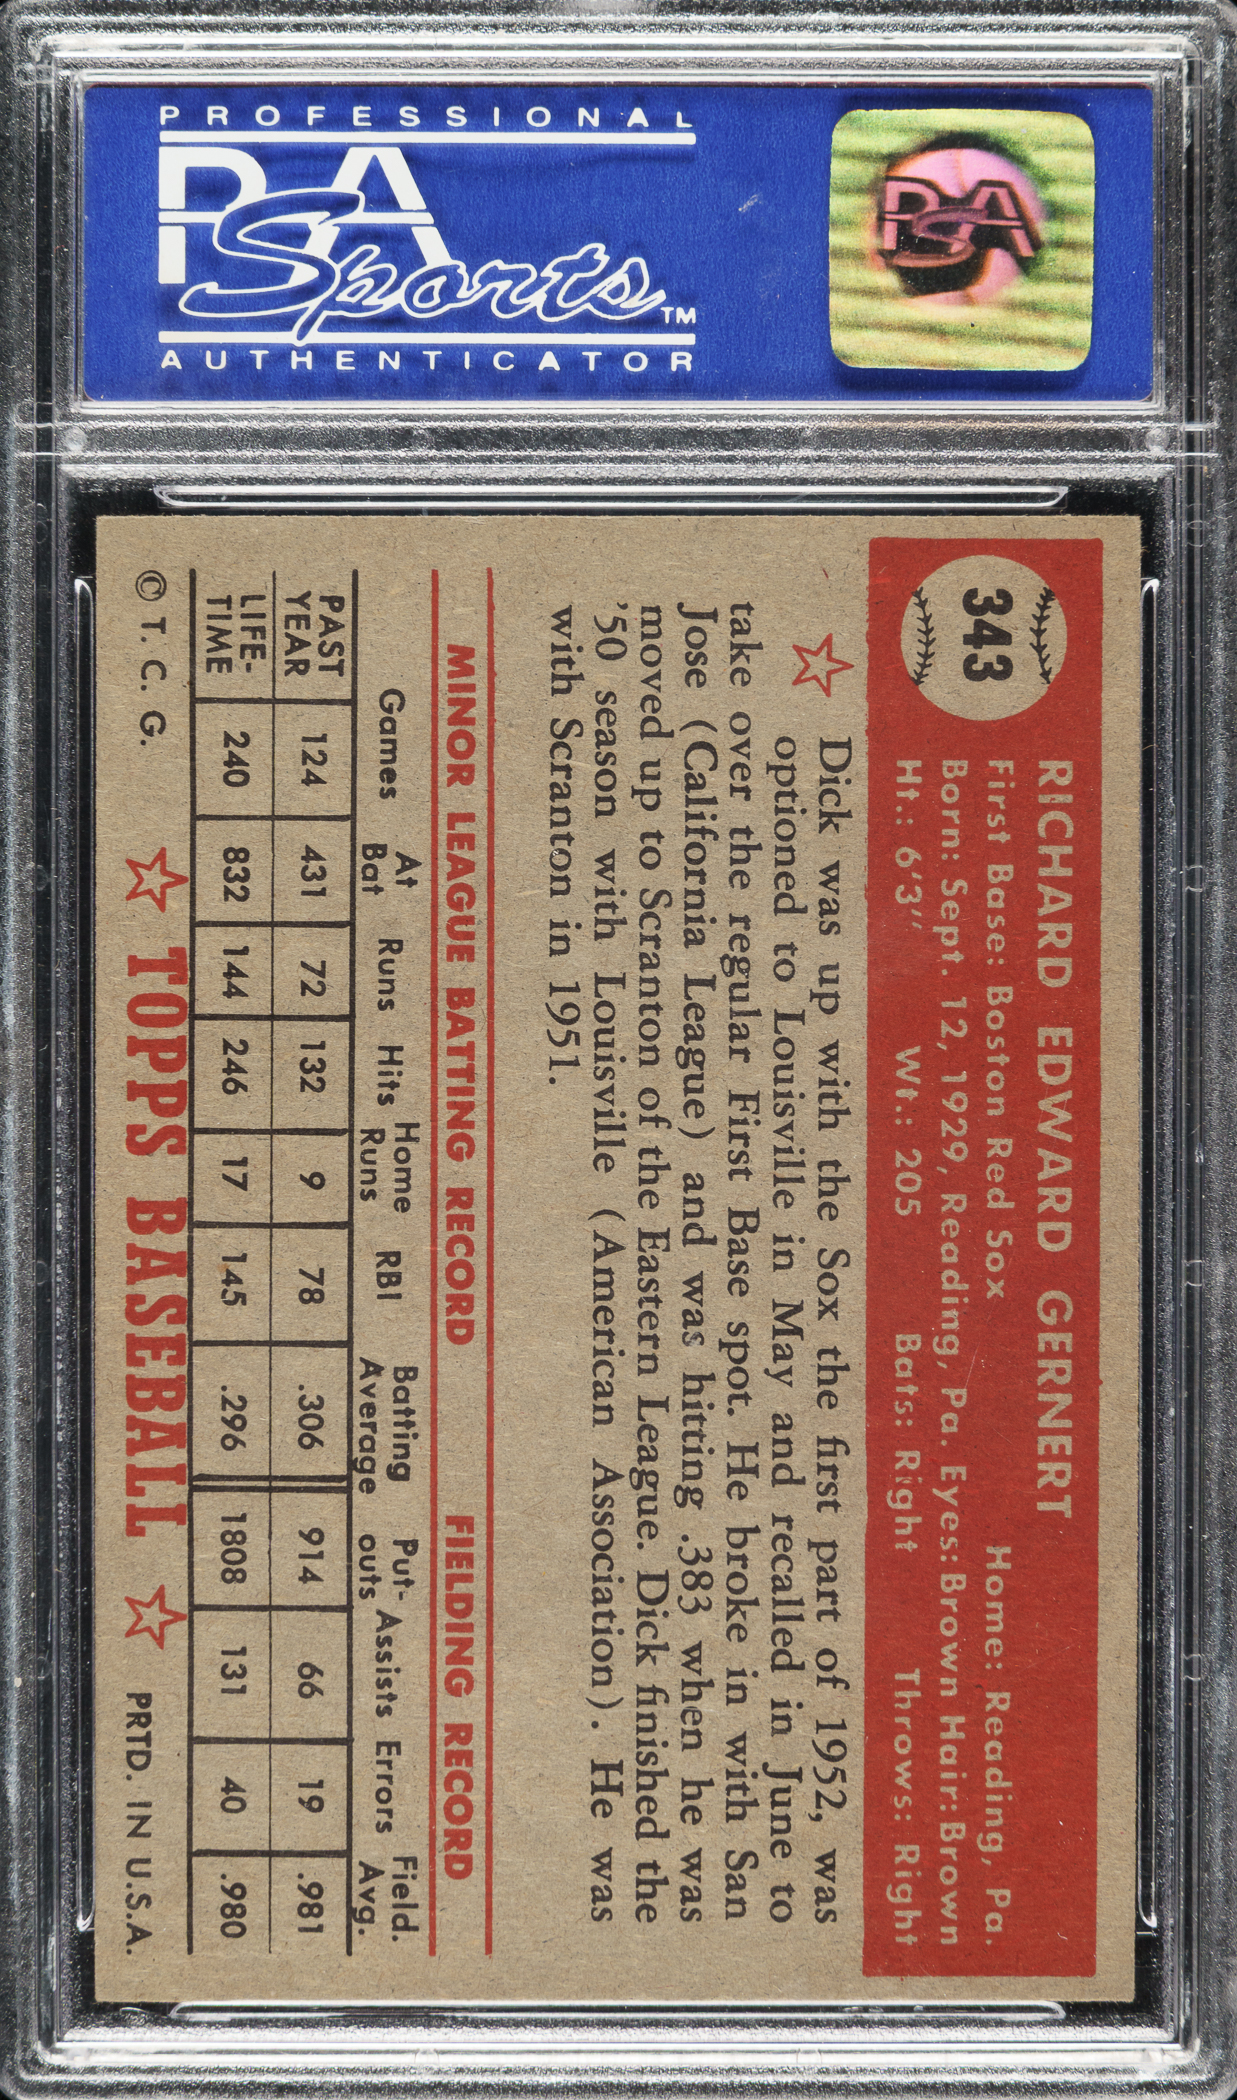 PROFESSIONAL
PSA
Sports™
AUTHENTICATOR
PSA
343
RICHARD EDWARD GERNERT
First Base: Boston Red Sox Home: Reading, Pa.
Born: Sept. 12, 1929, Reading, Pa. Eyes: Brown Hair: Brown
Ht.: 6'3'' Wt.: 205 Bats: Right Throws: Right
Dick was up with the Sox the first part of 1952, was
optioned to Louisville in May and recalled in June to
take over the regular First Base spot. He broke in with San
Jose (California League) and was hitting .383 when he was
moved up to Scranton of the Eastern League. Dick finished the
'50 season with Louisville (American Association). He was
with Scranton in 1951.
MINOR LEAGUE BATTING RECORD FIELDING RECORD
Games At Bat Runs Hits Home Runs RBI Batting Average Put-outs Assists Errors Field. Avg.
PAST YEAR 124 431 72 132 9 78 .306 914 66 19 .981
LIFE-TIME 240 832 144 246 17 145 .296 1808 131 40 .980
© T. C. G. TOPPS BASEBALL PRTD. IN U.S.A.